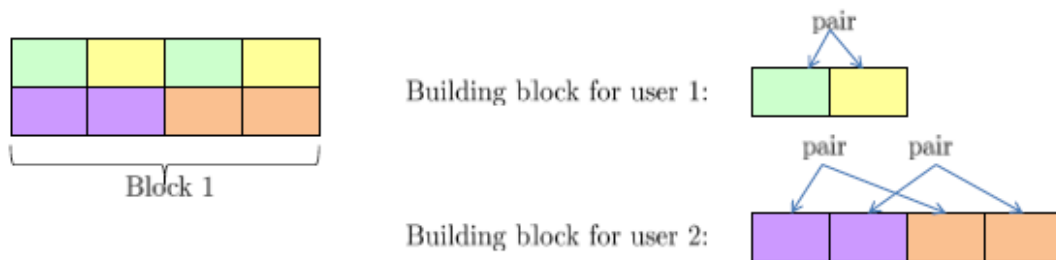 pair
Building block for user 1:
Block 1
pair pair
Building block for user 2: